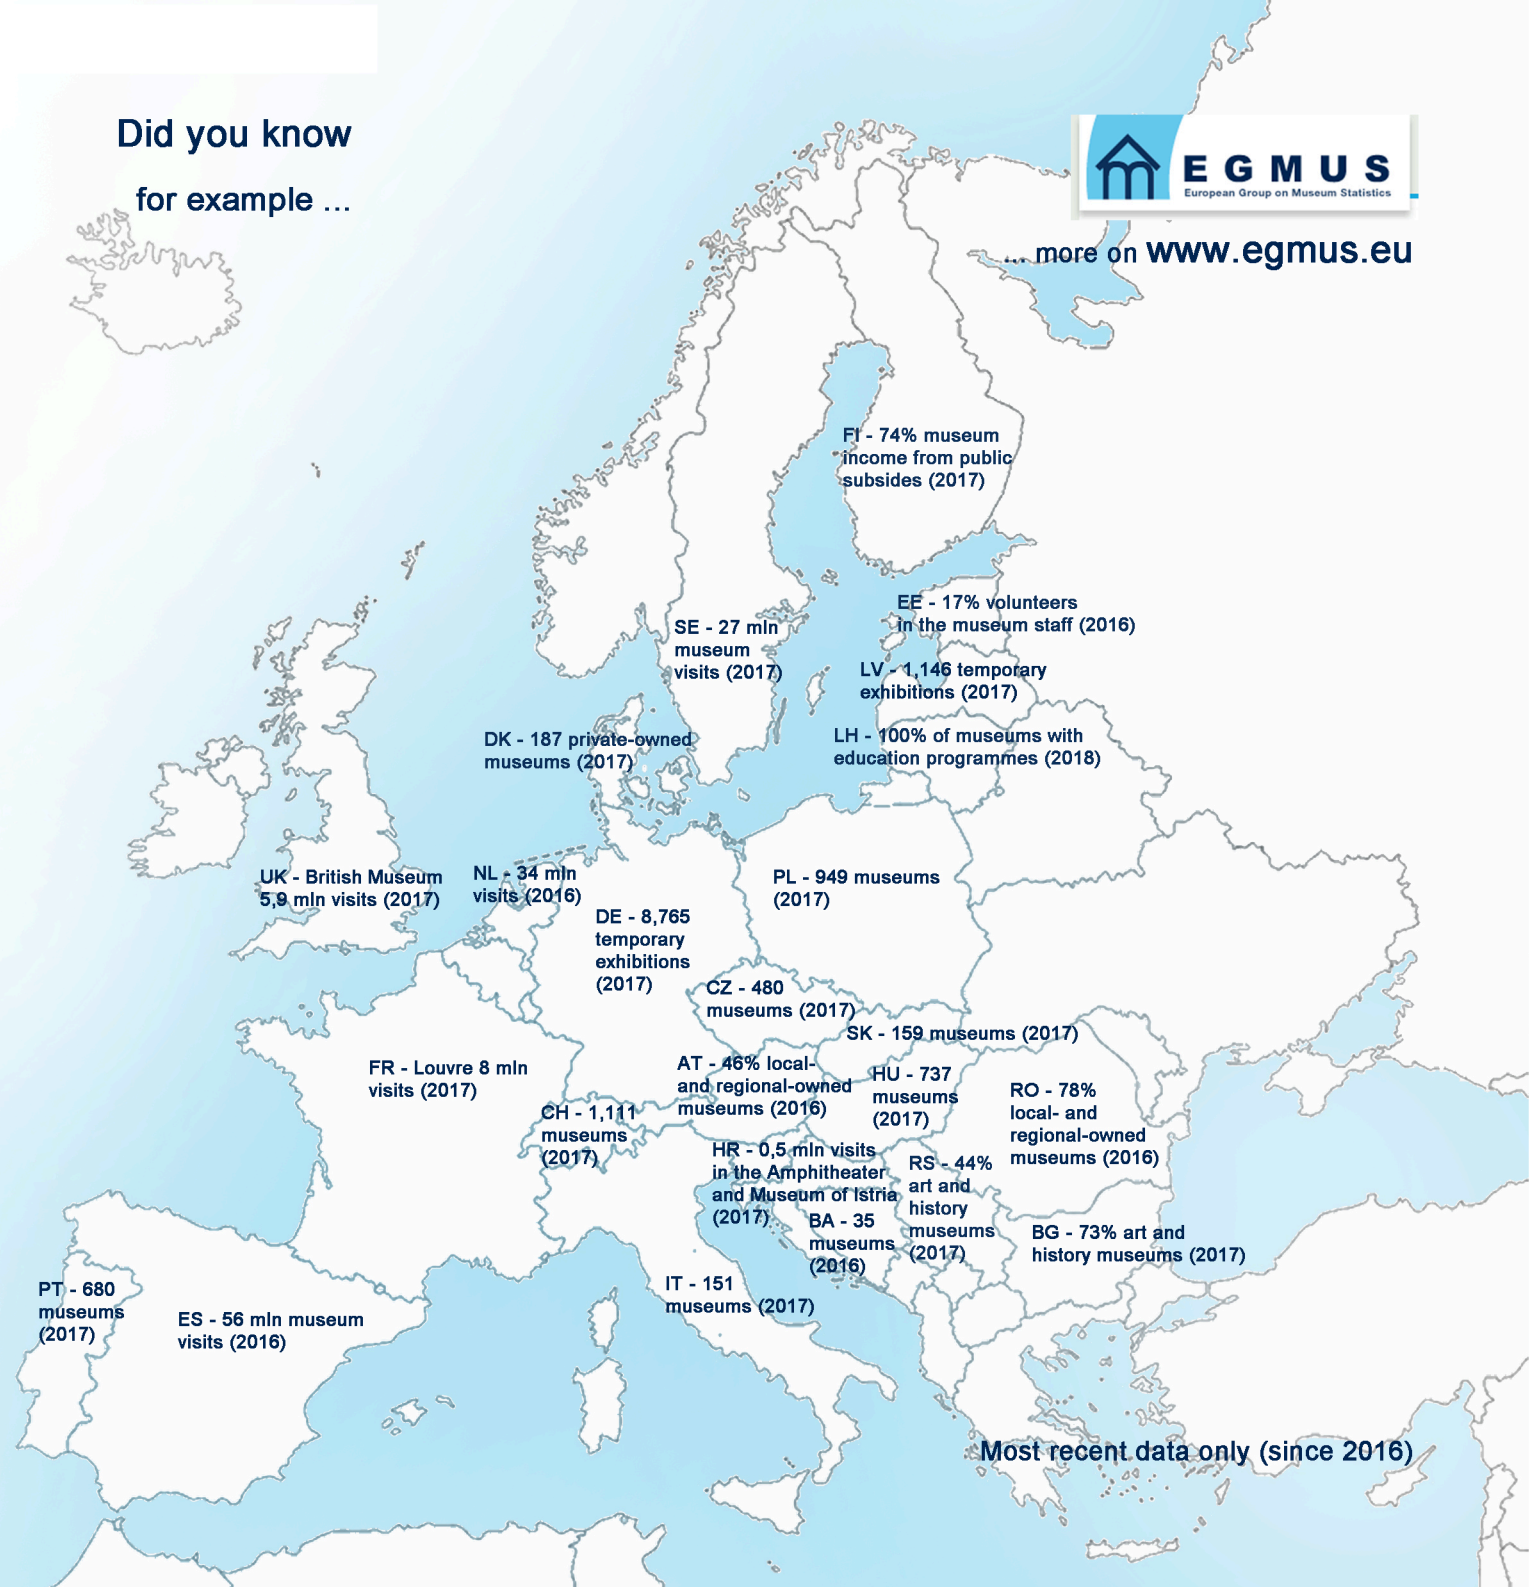 Did you know
for example ...
EGMUS
European Group on Museum Statistics
... more on www.egmus.eu
FI - 74% museum
income from public
subsides (2017)
EE - 17% volunteers
in the museum staff (2016)
SE - 27 mln
museum
visits (2017)
LV - 1,146 temporary
exhibitions (2017)
DK - 187 private-owned
museums (2017)
LH - 100% of museums with
education programmes (2018)
UK - British Museum
5,9 mln visits (2017)
NL - 34 mln
visits (2016)
PL - 949 museums
(2017)
DE - 8,765
temporary
exhibitions
(2017)
CZ - 480
museums (2017)
SK - 159 museums (2017)
FR - Louvre 8 mln
visits (2017)
AT - 46% local-
and regional-owned
museums (2016)
HU - 737
museums
(2017)
RO - 78%
local- and
regional-owned
museums (2016)
CH - 1,111
museums
(2017)
HR - 0,5 mln visits
in the Amphitheater
and Museum of Istria
(2017)
RS - 44%
art and
history
museums
(2017)
BA - 35
museums
(2016)
BG - 73% art and
history museums (2017)
PT - 680
museums
(2017)
IT - 151
museums (2017)
ES - 56 mln museum
visits (2016)
Most recent data only (since 2016)